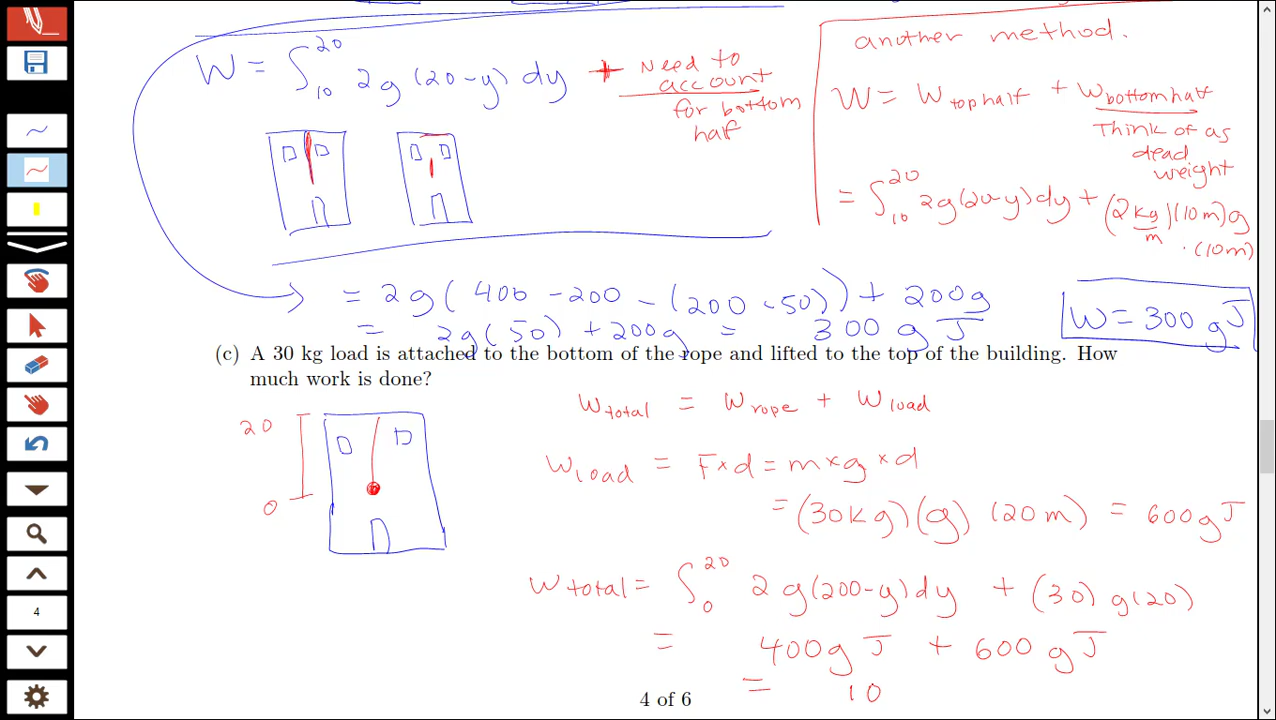 W = ∫₁₀²⁰ 2g (20-y) dy + Need to account for bottom half
another method.
W = W top half + W bottom half
Think of as
dead
weight
= ∫₁₀²⁰ 2g(20-y)dy + (2 kg/m)(10 m)g
. (10m)
= 2g (400 - 200 - (200 - 50)) + 200g
= 2g (50) + 200g = 300 g J
W = 300 g J
(c) A 30 kg load is attached to the bottom of the rope and lifted to the top of the building. How
much work is done?
20
0
W total = W rope + W load
W load = F × d = m × g × d
= (30kg)(g) (20m) = 600 g J
W total = ∫₀²⁰ 2g(200-y)dy + (30) g(20)
= 400g J + 600 g J
= 10
4
4 of 6